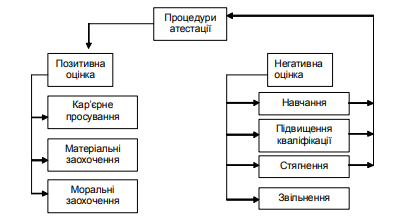 Процедури
атестації
Позитивна
оцінка
Кар'єрне
просування
Матеріальні
заохочення
Моральні
заохочення
Негативна
оцінка
Навчання
Підвищення
кваліфікації
Стягнення
Звільнення